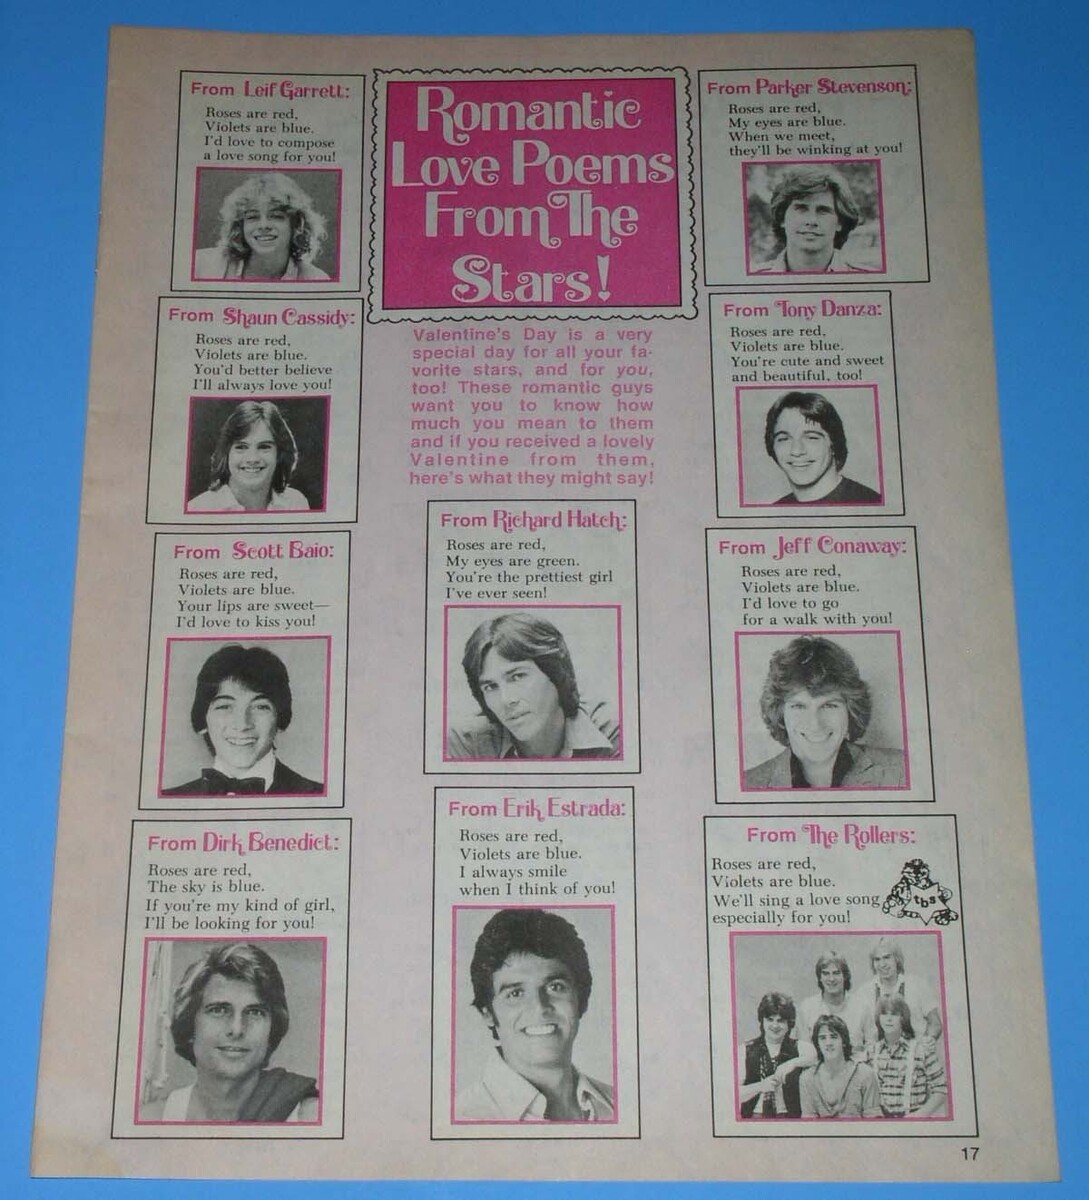 Romantic
Love Poems
From The
Stars!
Valentine's Day is a very
special day for all your fa-
vorite stars, and for you,
too! These romantic guys
want you to know how
much you mean to them
and if you received a lovely
Valentine from them,
here's what they might say!
From Leif Garrett:
Roses are red,
Violets are blue.
I'd love to compose
a love song for you!
From Shaun Cassidy:
Roses are red,
Violets are blue.
You'd better believe
I'll always love you!
From Scott Baio:
Roses are red,
Violets are blue.
Your lips are sweet—
I'd love to kiss you!
From Dirk Benedict:
Roses are red,
The sky is blue.
If you're my kind of girl,
I'll be looking for you!
From Richard Hatch:
Roses are red,
My eyes are green.
You're the prettiest girl
I've ever seen!
From Erik Estrada:
Roses are red,
Violets are blue.
I always smile
when I think of you!
From Parker Stevenson:
Roses are red,
My eyes are blue.
When we meet,
they'll be winking at you!
From Tony Danza:
Roses are red,
Violets are blue.
You're cute and sweet
and beautiful, too!
From Jeff Conaway:
Roses are red,
Violets are blue.
I'd love to go
for a walk with you!
From The Rollers:
Roses are red,
Violets are blue.
We'll sing a love song
especially for you!
tbs
17